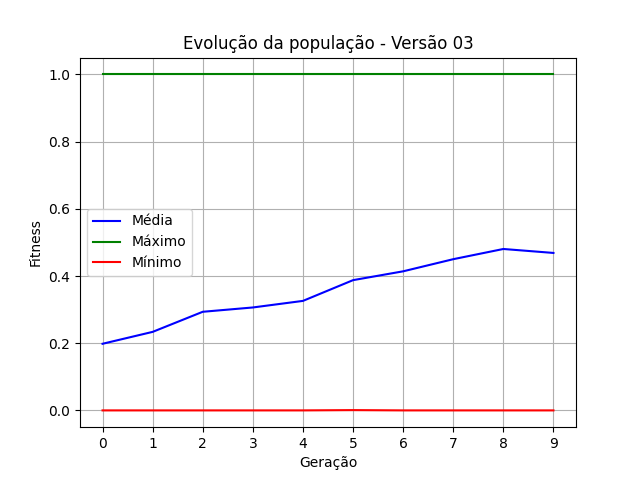 Evolução da população - Versão 03
Fitness
1.0
0.8
0.6
0.4
0.2
0.0
Média
Máximo
Mínimo
0 1 2 3 4 5 6 7 8 9
Geração